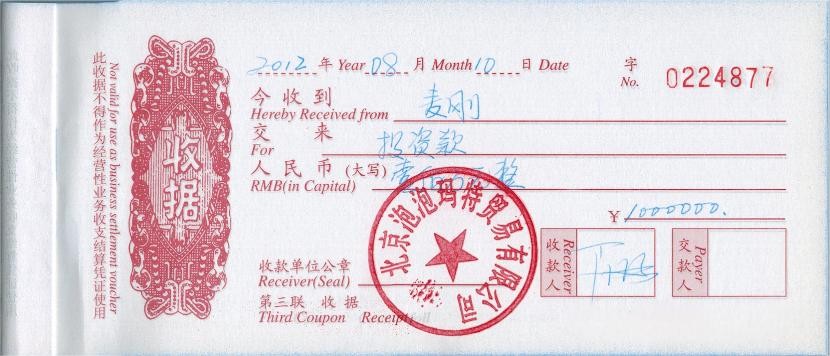 此收据不得作为经营性业务收支结算凭证使用
Not valid for use as business settlement voucher
收据
2012 年 Year 08 月 Month 10 日 Date
字
No. 0224877
今收到
Hereby Received from 麦刚
交来
For 投资款
人民币 (大写) 壹佰万整
RMB(in Capital)
¥ 1000000.
收款单位公章
Receiver(Seal)
第三联 收据
Third Coupon Receipt
北京泡泡玛特贸易有限公司
收款人 Receiver
交款人 Payer